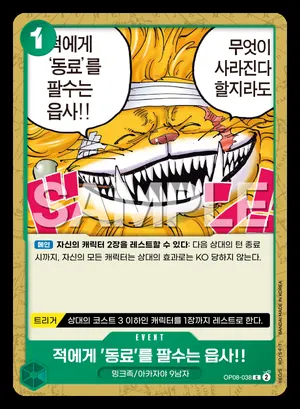 1
적에게
'동료'를
팔수는
읍사!!
무엇이
사라진다
할지라도
SAMPLE
메인 자신의 캐릭터 2장을 레스트할 수 있다: 다음 상대의 턴 종료
시까지, 자신의 모든 캐릭터는 상대의 효과로는 KO 당하지 않는다.
트리거 상대의 코스트 3 이하인 캐릭터를 1장까지 레스트로 한다.
EVENT
적에게 '동료'를 팔수는 읍사!!
밍크족/아카자야 9남자
OP08-038 C 2